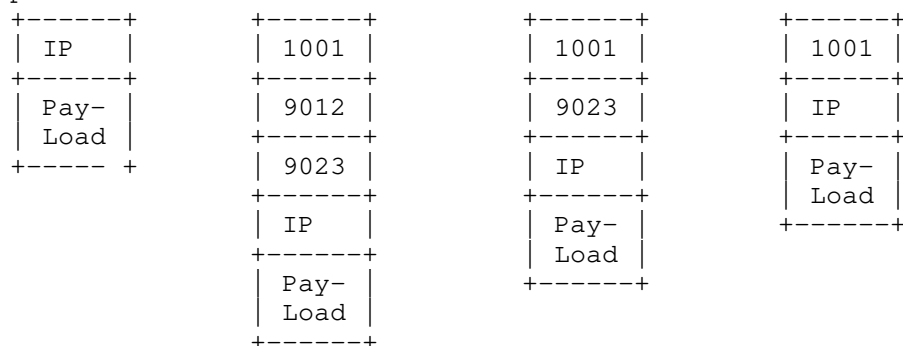 +------+       +------+         +------+        +------+
| IP   |       | 1001 |         | 1001 |        | 1001 |
+------+       +------+         +------+        +------+
| Pay- |       | 9012 |         | 9023 |        | IP   |
| Load |       +------+         +------+        +------+
+----- +       | 9023 |         | IP   |        | Pay- |
               +------+         +------+        | Load |
               | IP   |         | Pay- |        +------+
               +------+         | Load |
               | Pay- |         +------+
               | Load |
               +------+